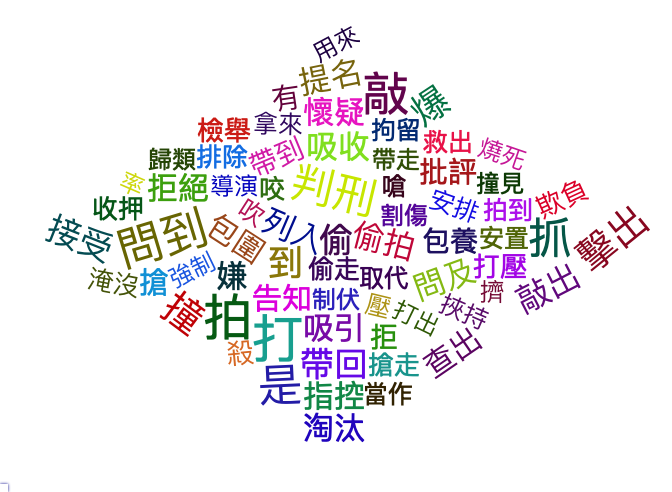 用來
提名
有
敲
爆
懷疑
檢舉
拿來
拘留
救出
吸收
歸類
排除
帶到
帶走
批評
燒死
率
拒絕
導演
咬
判刑
嗆
撞見
收押
吹
列入
割傷
安排
拍到
欺負
接受
問到
包圍
偷
偷拍
包養
安置
抓
擊出
淹沒
搶
強制
嫌
到
偷走
取代
問及
打壓
擠
敲出
撞
拍
告知
制伏
壓
打出
挾持
打
吸引
拒
查出
殺
帶回
搶走
是
指控
當作
淘汰